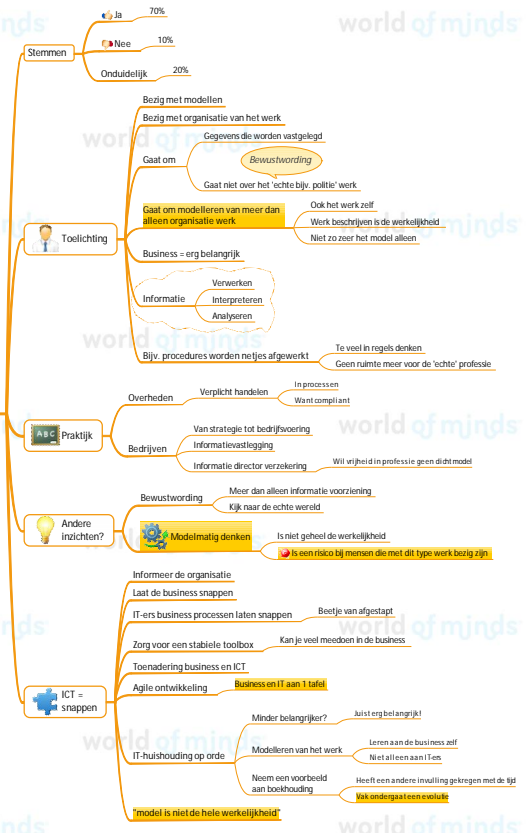 world of minds
Ja
70%
Nee
10%
Onduidelijk
20%
Stemmen
Bezig met modellen
Bezig met organisatie van het werk
Gaat om
Gegevens die worden vastgelegd
Bewustwording
Gaat niet over het 'echte bijv. politie' werk
Toelichting
Gaat om modelleren van meer dan
alleen organisatie werk
Ook het werk zelf
Werk beschrijven is de werkelijkheid
Niet zo zeer het model alleen
Business = erg belangrijk
Informatie
Verwerken
Interpreteren
Analyseren
Bijv. procedures worden netjes afgewerkt
Te veel in regels denken
Geen ruimte meer voor de 'echte' professie
Praktijk
ABC
Overheden
Verplicht handelen
In processen
Want compliant
Bedrijven
Van strategie tot bedrijfsvoering
Informatievastlegging
Informatie director verzekering
Wil vrijheid in professie geen dichtmodel
Andere
inzichten?
Bewustwording
Meer dan alleen informatie voorziening
Kijk naar de echte wereld
Modelmatig denken
Is niet geheel de werkelijkheid
Is een risico bij mensen die met dit type werk bezig zijn
ICT =
snappen
Informeer de organisatie
Laat de business snappen
IT-ers business processen laten snappen
Beetje van afgestapt
Zorg voor een stabiele toolbox
Kan je veel meedoen in de business
Toenadering business en ICT
Agile ontwikkeling
Business en IT aan 1 tafel
IT-huishouding op orde
Minder belangrijker?
Juist erg belangrijk!
Modelleren van het werk
Leren aan de business zelf
Niet alleen aan IT-ers
Neem een voorbeeld
aan boekhouding
Heeft een andere invulling gekregen met de tijd
Vak ondergaat een evolutie
"model is niet de hele werkelijkheid"